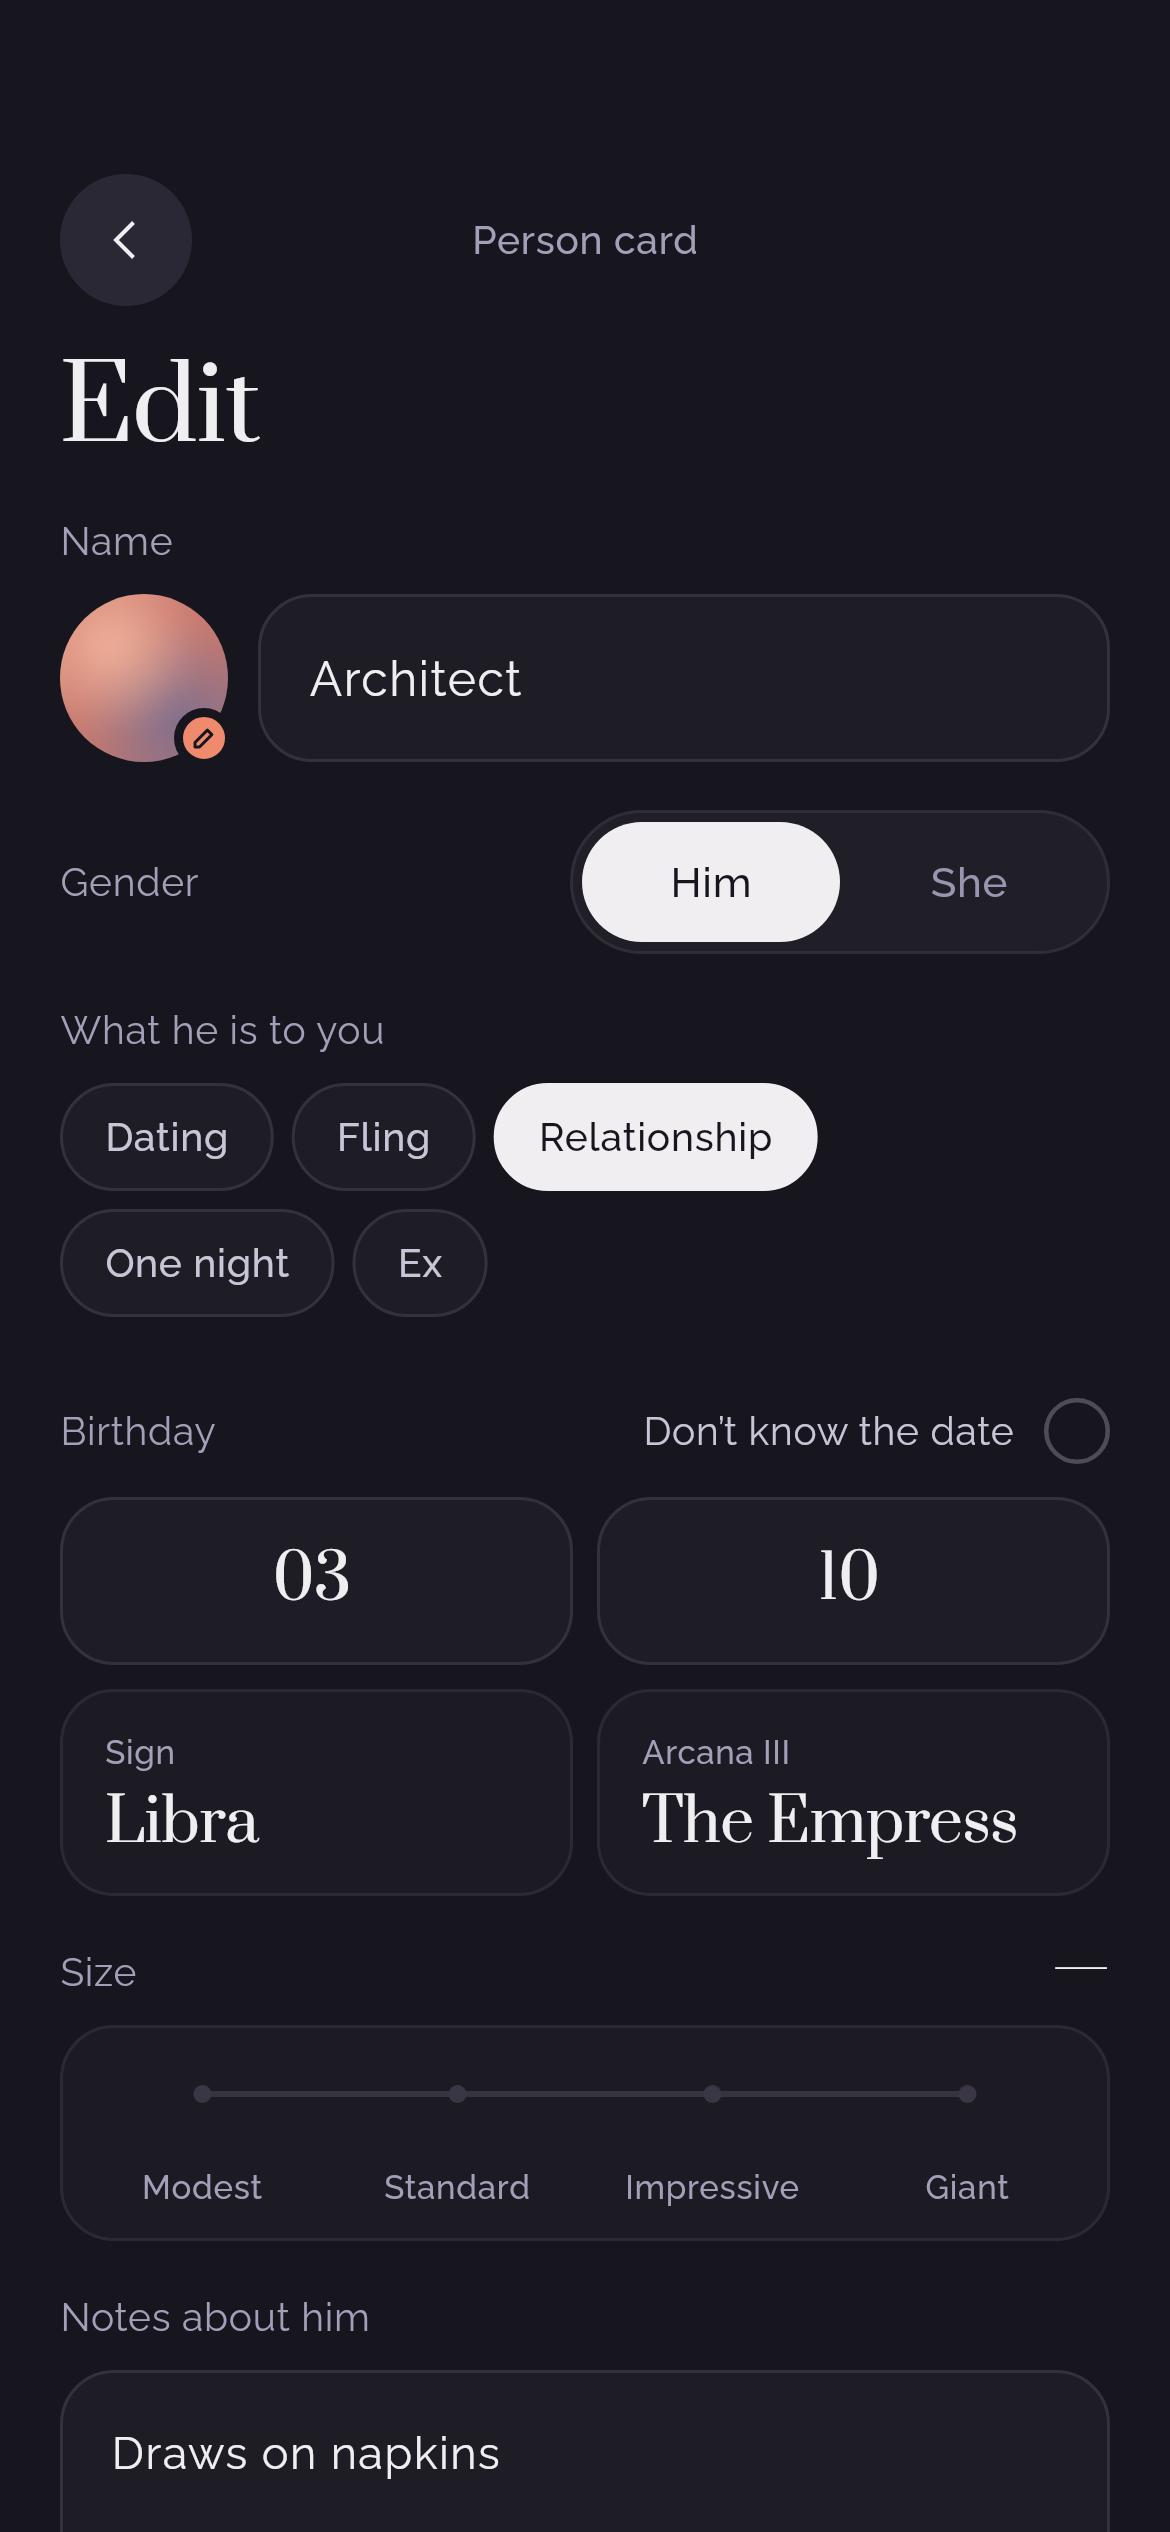 Person card
Edit
Name
Architect
Gender
Him She
What he is to you
Dating Fling Relationship
One night Ex
Birthday Don’t know the date
03 10
Sign Arcana III
Libra The Empress
Size —
Modest Standard Impressive Giant
Notes about him
Draws on napkins